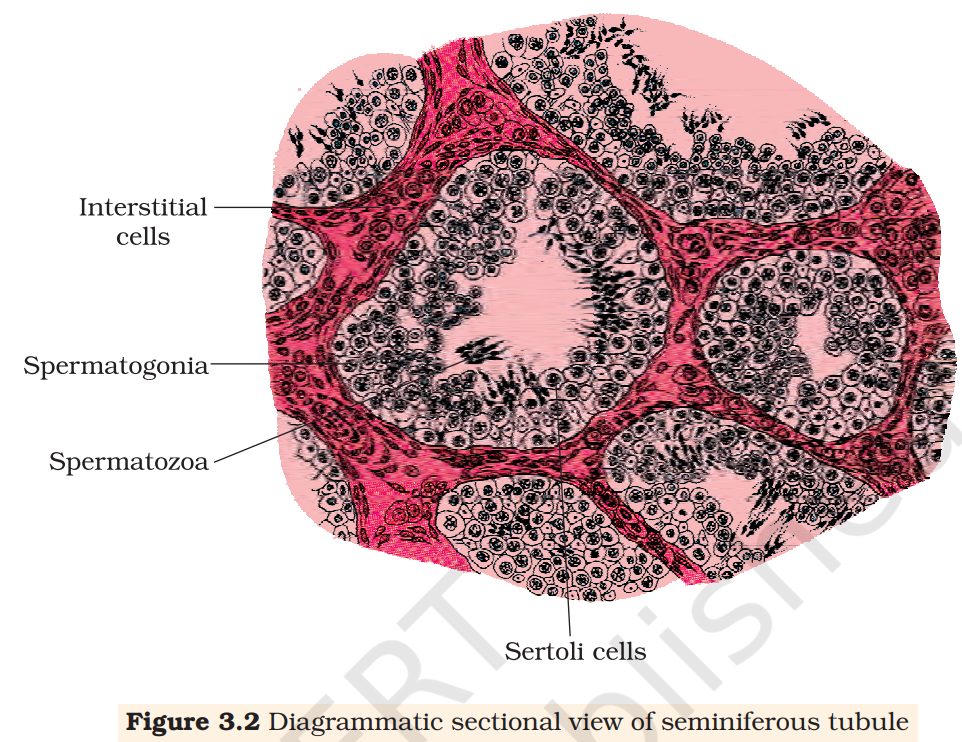 Interstitial
cells
Spermatogonia
Spermatozoa
Sertoli cells
Figure 3.2 Diagrammatic sectional view of seminiferous tubule